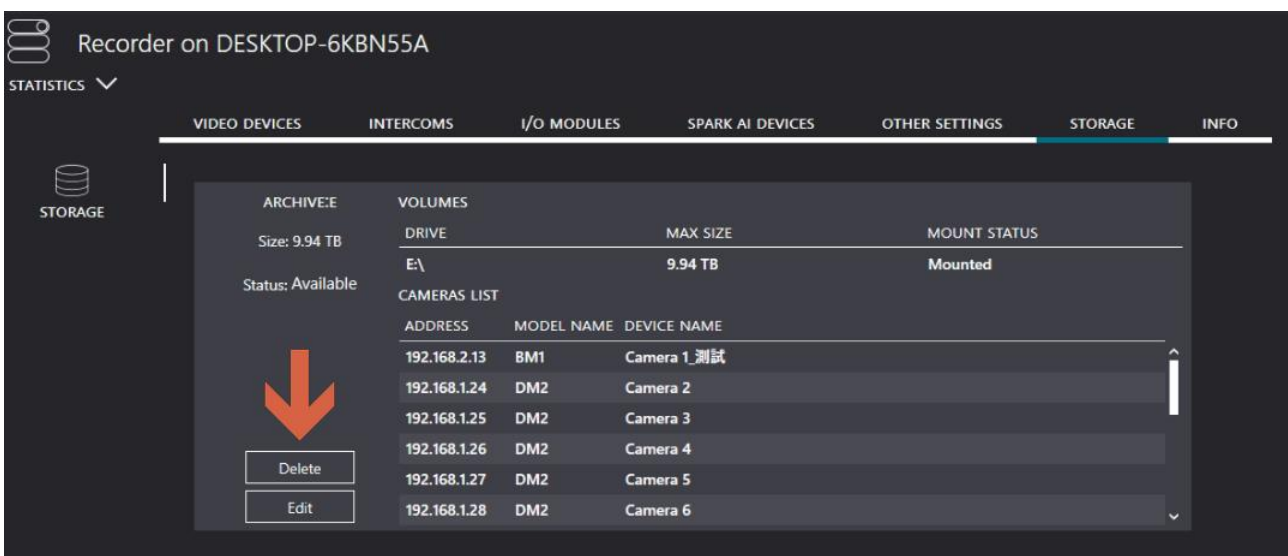 Recorder on DESKTOP-6KBN55A
STATISTICS
VIDEO DEVICES INTERCOMS I/O MODULES SPARK AI DEVICES OTHER SETTINGS STORAGE INFO
STORAGE
ARCHIVE:E
Size: 9.94 TB
Status: Available
Delete
Edit
VOLUMES
DRIVE MAX SIZE MOUNT STATUS
E:\ 9.94 TB Mounted
CAMERAS LIST
ADDRESS MODEL NAME DEVICE NAME
192.168.2.13 BM1 Camera 1_測試
192.168.1.24 DM2 Camera 2
192.168.1.25 DM2 Camera 3
192.168.1.26 DM2 Camera 4
192.168.1.27 DM2 Camera 5
192.168.1.28 DM2 Camera 6